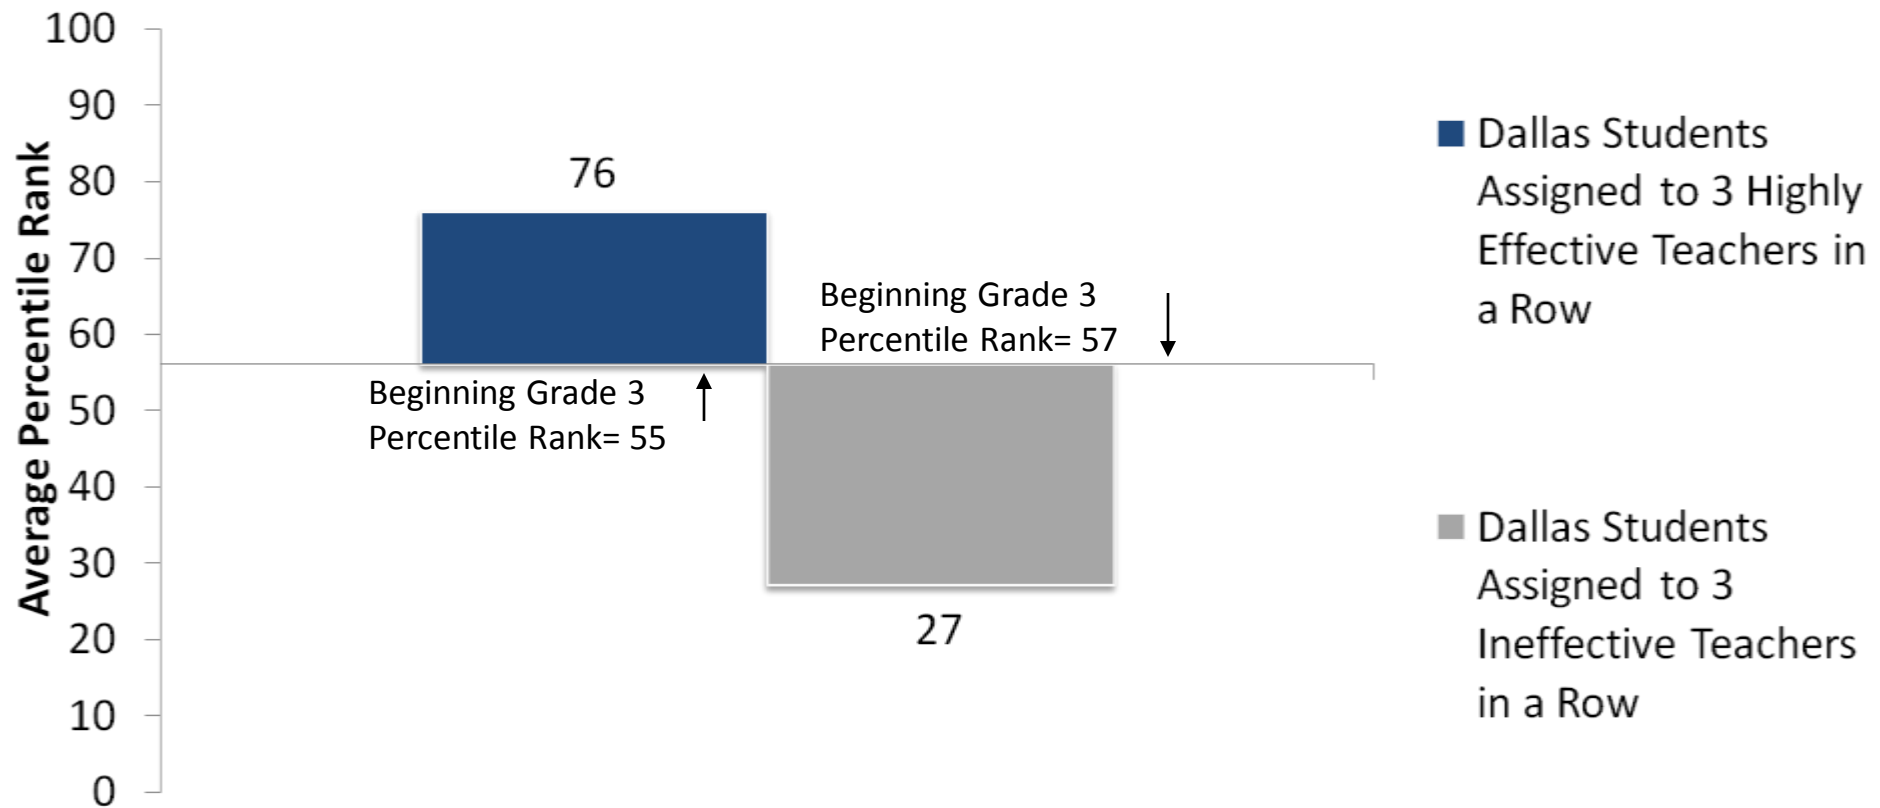 Average Percentile Rank
100
90
80
70
60
50
40
30
20
10
0
76
Beginning Grade 3
Percentile Rank= 57
Beginning Grade 3
Percentile Rank= 55
27
Dallas Students
Assigned to 3 Highly
Effective Teachers in
a Row
Dallas Students
Assigned to 3
Ineffective Teachers
in a Row